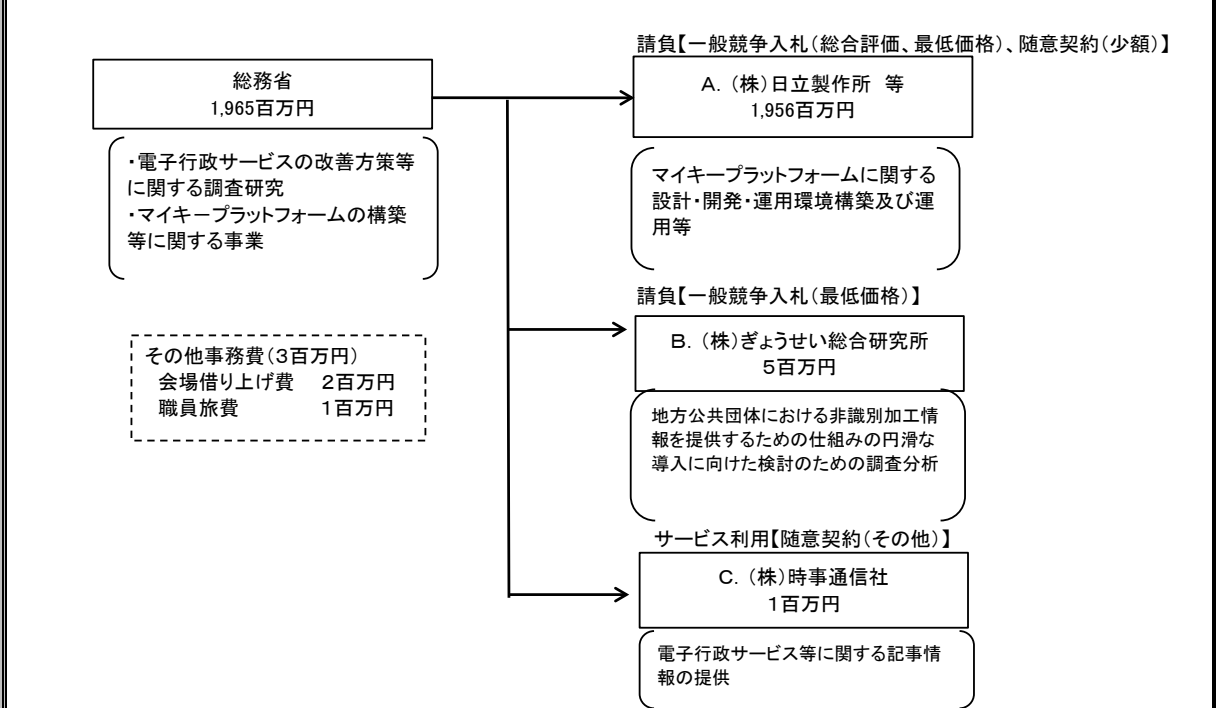 総務省
1,965百万円
・電子行政サービスの改善方策等
に関する調査研究
・マイキープラットフォームの構築
等に関する事業
その他事務費(3百万円)
会場借り上げ費 2百万円
職員旅費 1百万円
請負【一般競争入札(総合評価、最低価格)、随意契約(少額)】
A. (株)日立製作所 等
1,956百万円
マイキープラットフォームに関する
設計・開発・運用環境構築及び運
用等
請負【一般競争入札(最低価格)】
B. (株)ぎょうせい総合研究所
5百万円
地方公共団体における非識別加工情
報を提供するための仕組みの円滑な
導入に向けた検討のための調査分析
サービス利用【随意契約(その他)】
C. (株)時事通信社
1百万円
電子行政サービス等に関する記事情
報の提供